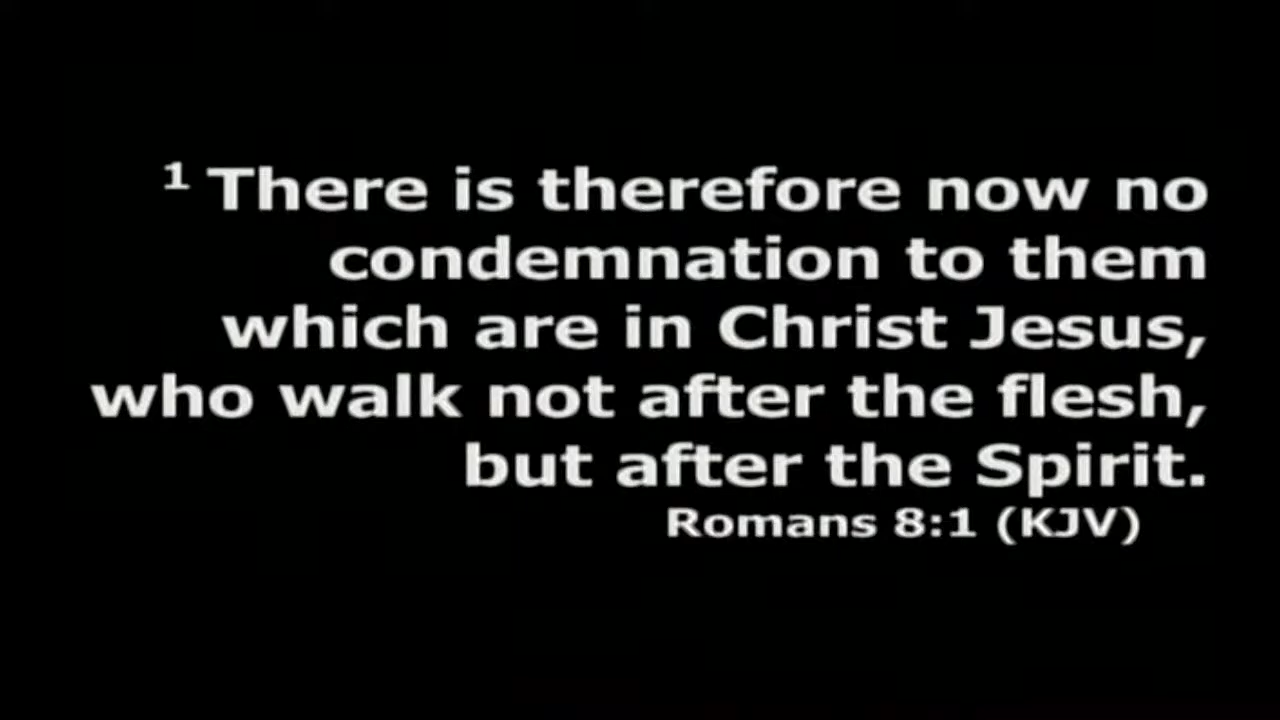 1 There is therefore now no
condemnation to them
which are in Christ Jesus,
who walk not after the flesh,
but after the Spirit.
Romans 8:1 (KJV)